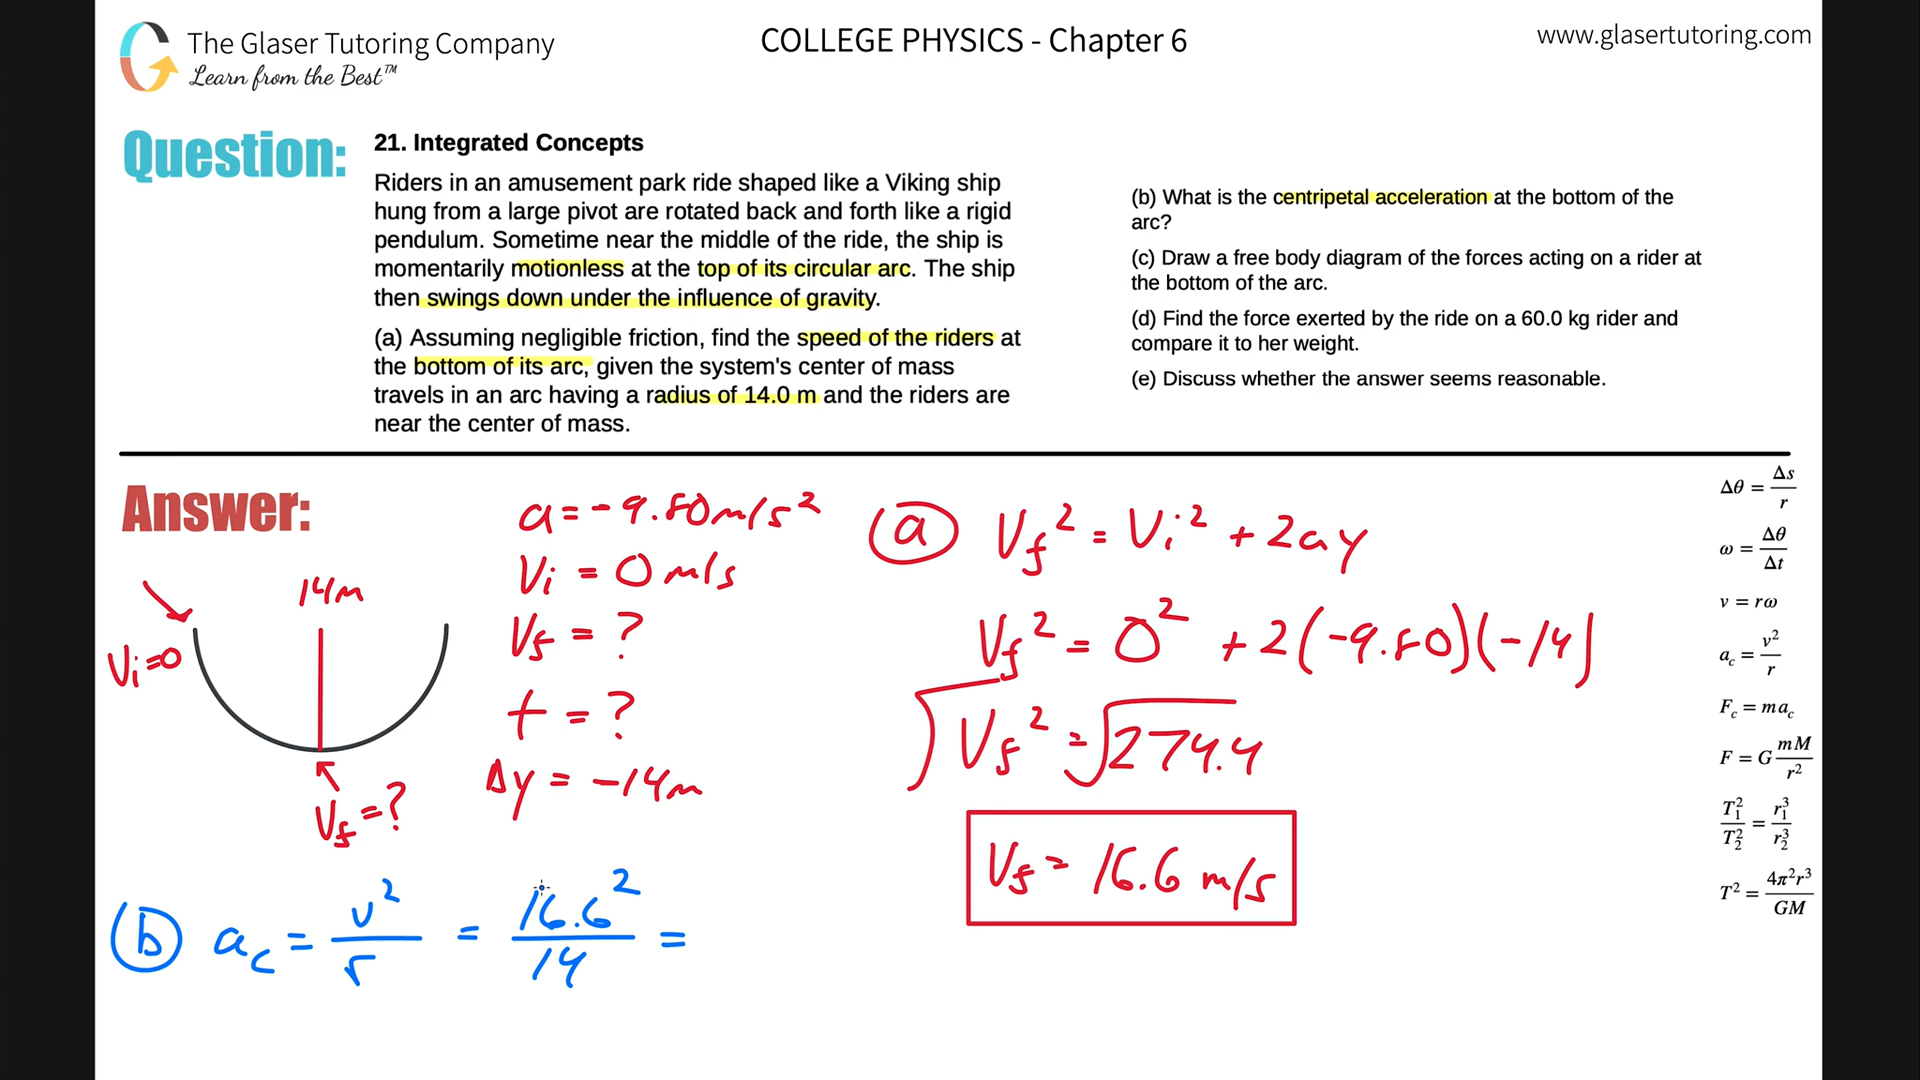 The Glaser Tutoring Company
Learn from the Best™
COLLEGE PHYSICS - Chapter 6
www.glasertutoring.com
Question:
21. Integrated Concepts
Riders in an amusement park ride shaped like a Viking ship
hung from a large pivot are rotated back and forth like a rigid
pendulum. Sometime near the middle of the ride, the ship is
momentarily motionless at the top of its circular arc. The ship
then swings down under the influence of gravity.
(a) Assuming negligible friction, find the speed of the riders at
the bottom of its arc, given the system's center of mass
travels in an arc having a radius of 14.0 m and the riders are
near the center of mass.
(b) What is the centripetal acceleration at the bottom of the
arc?
(c) Draw a free body diagram of the forces acting on a rider at
the bottom of the arc.
(d) Find the force exerted by the ride on a 60.0 kg rider and
compare it to her weight.
(e) Discuss whether the answer seems reasonable.
Answer:
14m
Vi=0
Vf=?
a=-9.80m/s²
Vi = 0m/s
Vf = ?
t = ?
Δy = -14m
(a) Vf² = Vi² + 2ay
Vf² = 0² + 2(-9.80)(-14)
√Vf² = √274.4
Vf = 16.6 m/s
(b) ac = v²/r = 16.6²/14 =
Δθ = Δs/r
ω = Δθ/Δt
v = rω
a_c = v²/r
F_c = ma_c
F = G mM/r²
T₁²/T₂² = r₁³/r₂³
T² = 4π²r³/GM